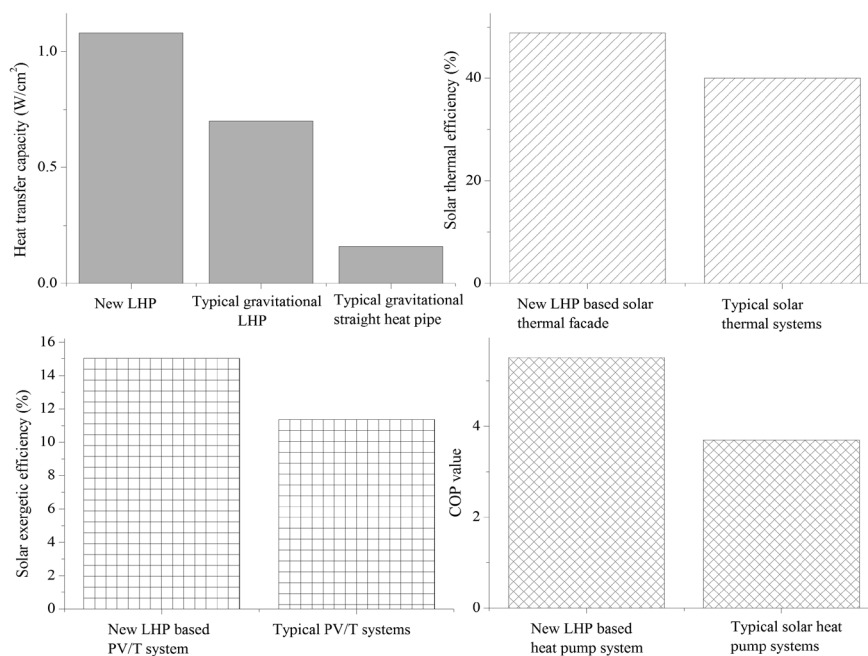 Heat transfer capacity (W/cm²)
1.0
0.5
0.0
New LHP
Typical gravitational
LHP
Typical gravitational
straight heat pipe
Solar thermal efficiency (%)
40
20
0
New LHP based solar
thermal facade
Typical solar
thermal systems
Solar exergetic efficiency (%)
16
14
12
10
8
6
4
2
0
New LHP based
PV/T system
Typical PV/T systems
COP value
4
2
0
New LHP based
heat pump system
Typical solar heat
pump systems